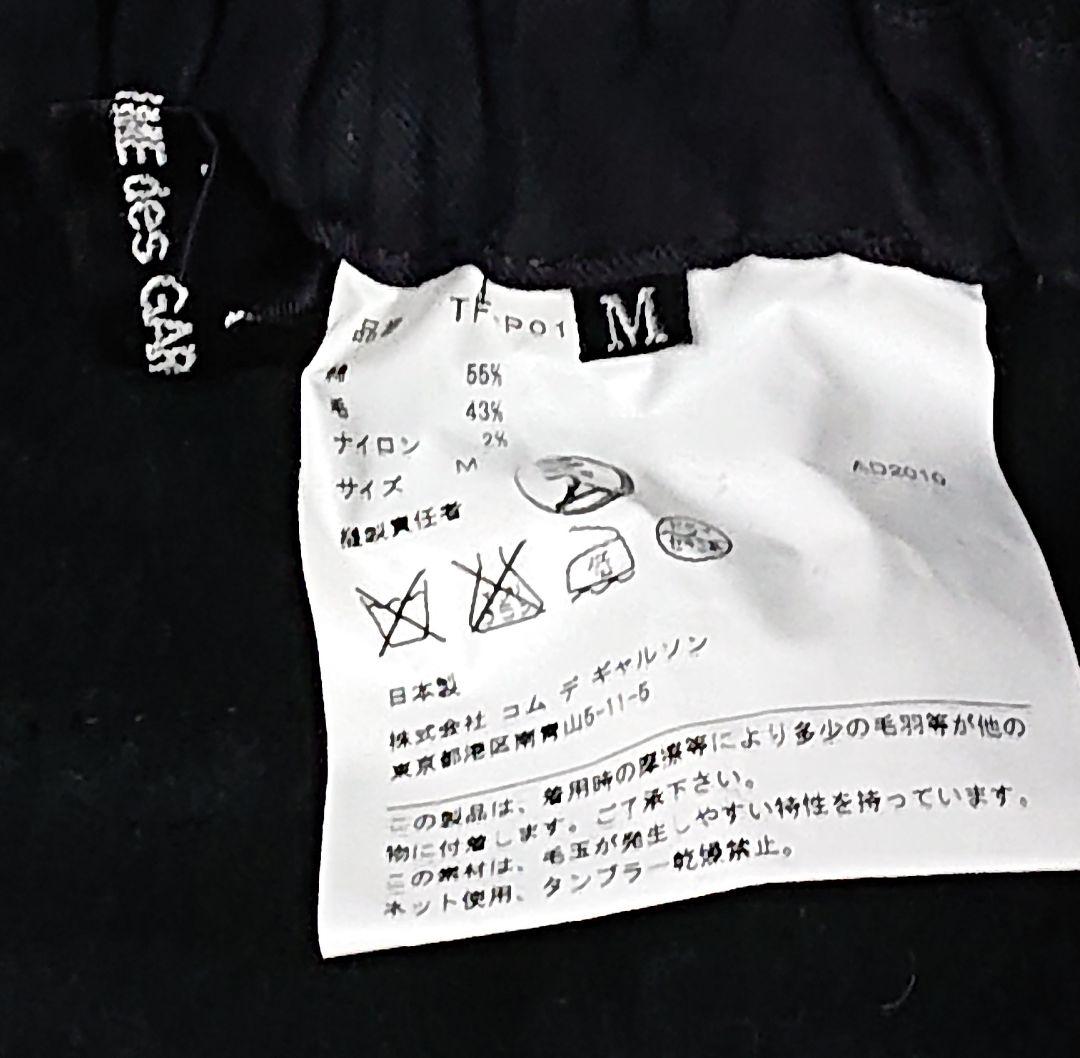 ME des GAR
M
品番 TF-P01
綿 55%
毛 43%
ナイロン 2%
サイズ M
縫製責任者
エンソ
低
日本製
株式会社 コム デ ギャルソン
東京都港区南青山5-11-5
この製品は、着用時の摩擦等により多少の毛羽等が他の
物に付着します。ご了承下さい。
この素材は、毛玉が発生しやすい特性を持っています。
ネット使用、タンブラー乾燥禁止。
AD2010